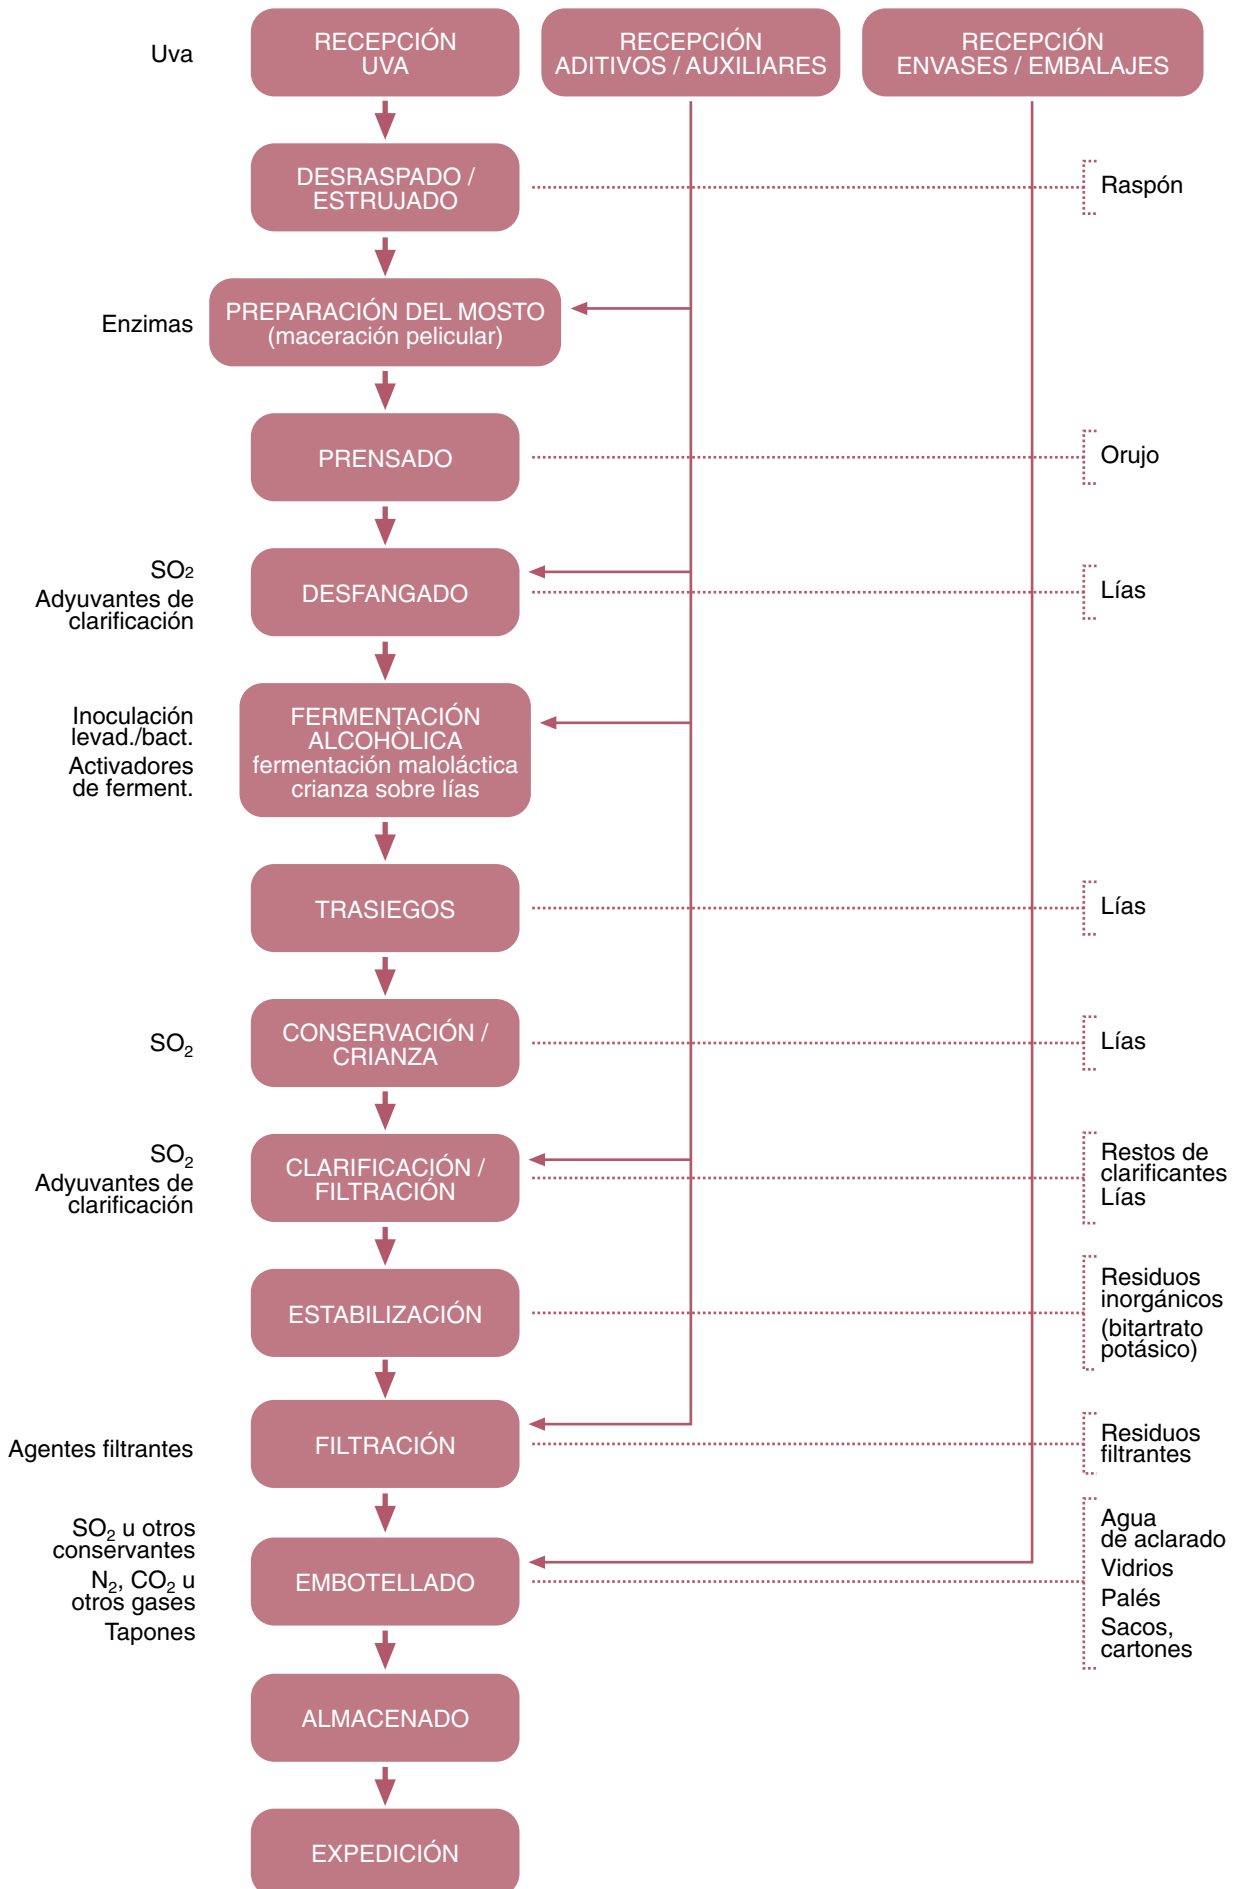 Uva
RECEPCIÓN
UVA
RECEPCIÓN
ADITIVOS / AUXILIARES
RECEPCIÓN
ENVASES / EMBALAJES
DESRASPADO /
ESTRUJADO
Raspón
Enzimas
PREPARACIÓN DEL MOSTO
(maceración pelicular)
PRENSADO
Orujo
SO2
Adyuvantes de
clarificación
DESFANGADO
Lías
Inoculación
levad./bact.
Activadores
de ferment.
FERMENTACIÓN
ALCOHÒLICA
fermentación maloláctica
crianza sobre lías
TRASIEGOS
Lías
SO₂
CONSERVACIÓN /
CRIANZA
Lías
SO₂
Adyuvantes de
clarificación
CLARIFICACIÓN /
FILTRACIÓN
Restos de
clarificantes
Lías
ESTABILIZACIÓN
Residuos
inorgánicos
(bitartrato
potásico)
Agentes filtrantes
FILTRACIÓN
Residuos
filtrantes
SO₂ u otros
conservantes
N₂, CO₂ u
otros gases
Tapones
EMBOTELLADO
Agua
de aclarado
Vidrios
Palés
Sacos,
cartones
ALMACENADO
EXPEDICIÓN